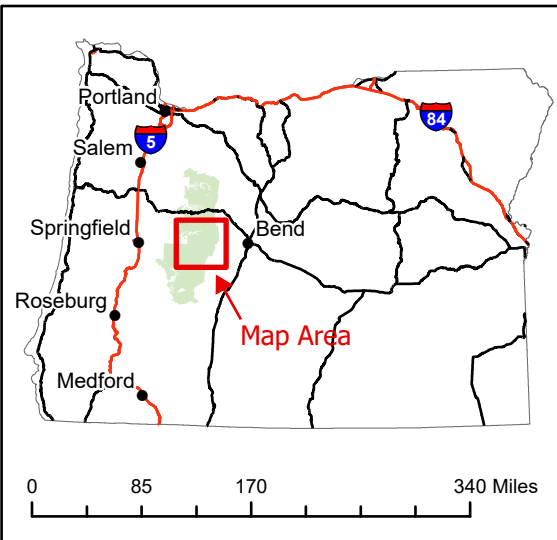 Portland
84
5
Salem
Springfield
Bend
Roseburg
Map Area
Medford
0 85 170 340 Miles